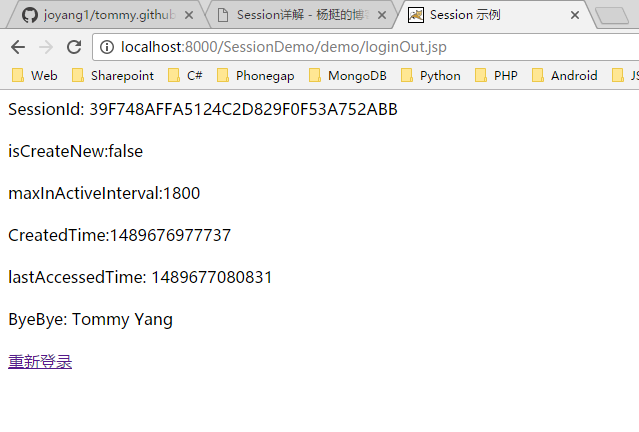 joyang1/tommy.github
Session详解 - 杨挺的博客
Session 示例
localhost:8000/SessionDemo/demo/loginOut.jsp
Web Sharepoint C# Phonegap MongoDB Python PHP Android JS
SessionId: 39F748AFFA5124C2D829F0F53A752ABB
isCreateNew:false
maxInActiveInterval:1800
CreatedTime:1489676977737
lastAccessedTime: 1489677080831
ByeBye: Tommy Yang
重新登录